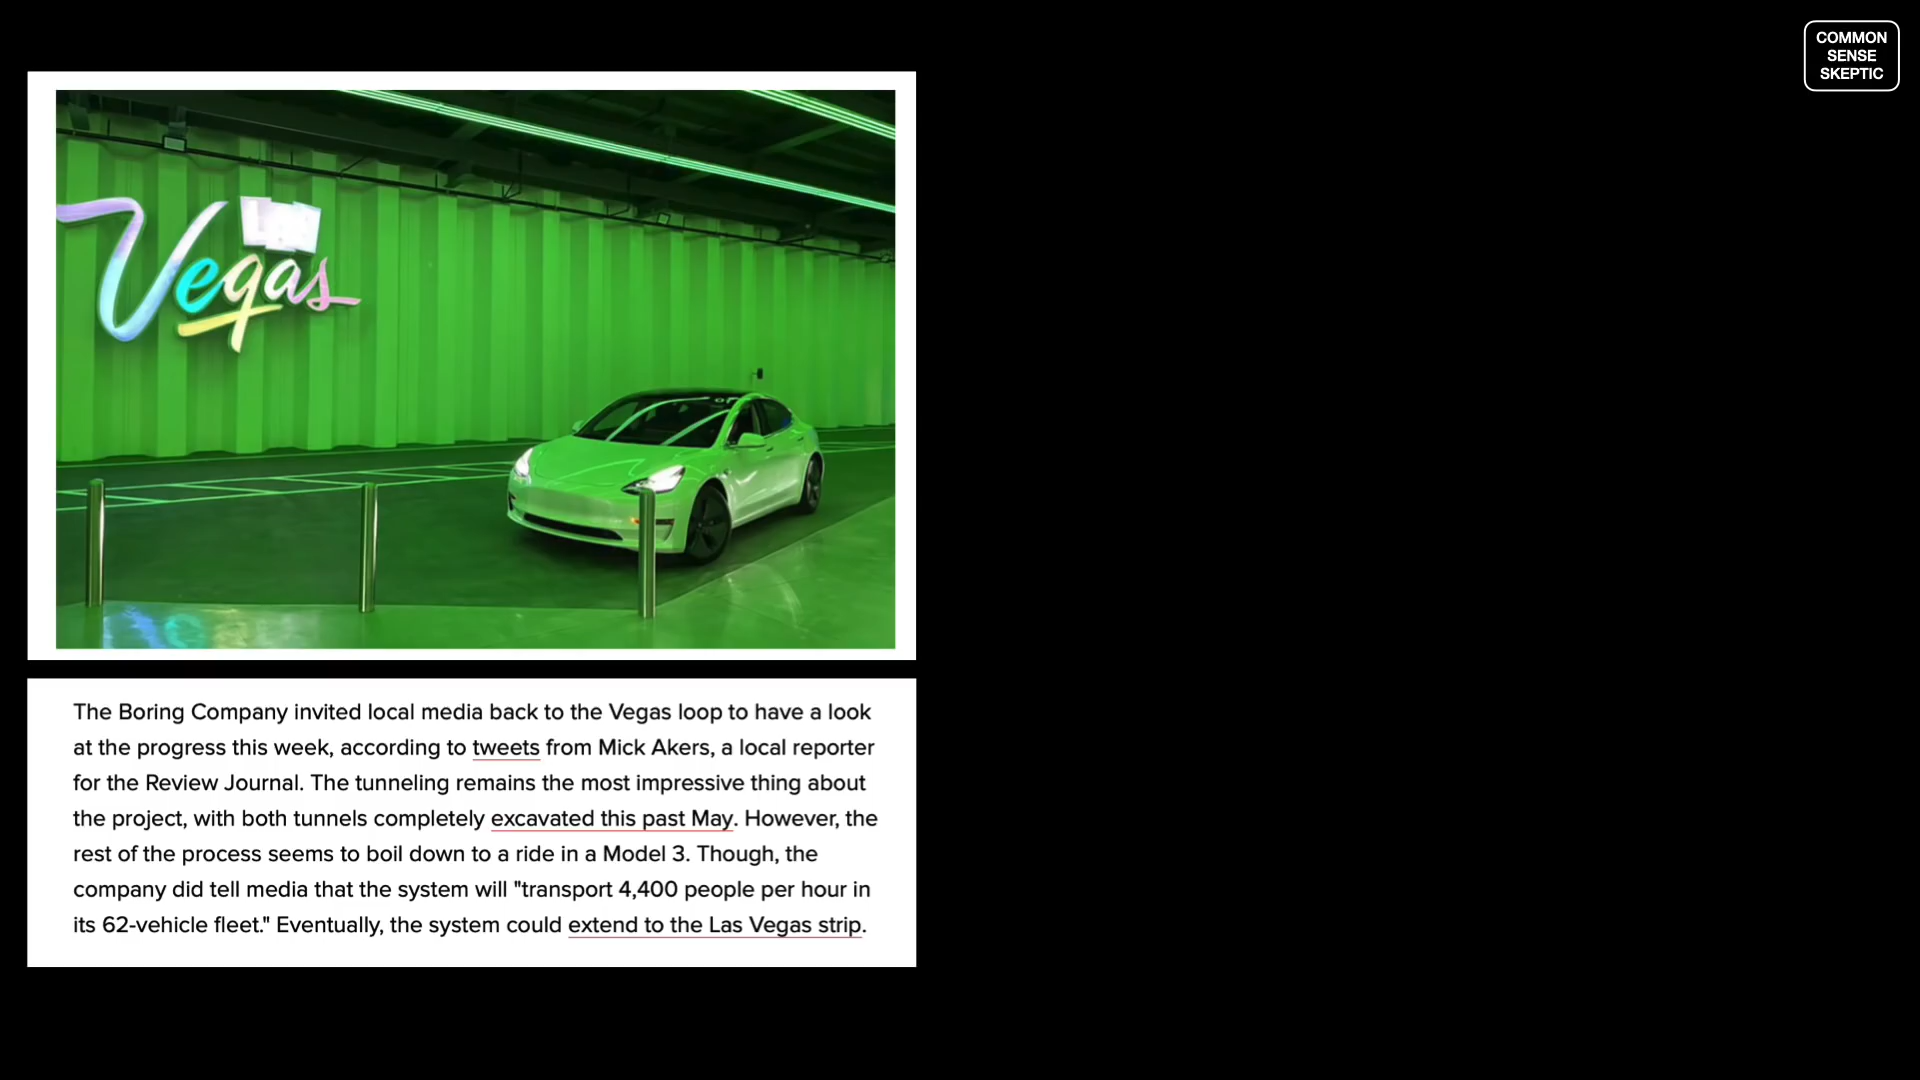 COMMON
SENSE
SKEPTIC
Vegas
The Boring Company invited local media back to the Vegas loop to have a look
at the progress this week, according to tweets from Mick Akers, a local reporter
for the Review Journal. The tunneling remains the most impressive thing about
the project, with both tunnels completely excavated this past May. However, the
rest of the process seems to boil down to a ride in a Model 3. Though, the
company did tell media that the system will "transport 4,400 people per hour in
its 62-vehicle fleet." Eventually, the system could extend to the Las Vegas strip.